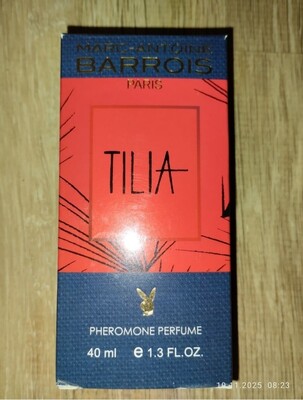 MARC-ANTOINE
BARROIS
PARIS
TILIA
PHEROMONE PERFUME
40 ml e 1.3 FL.OZ.